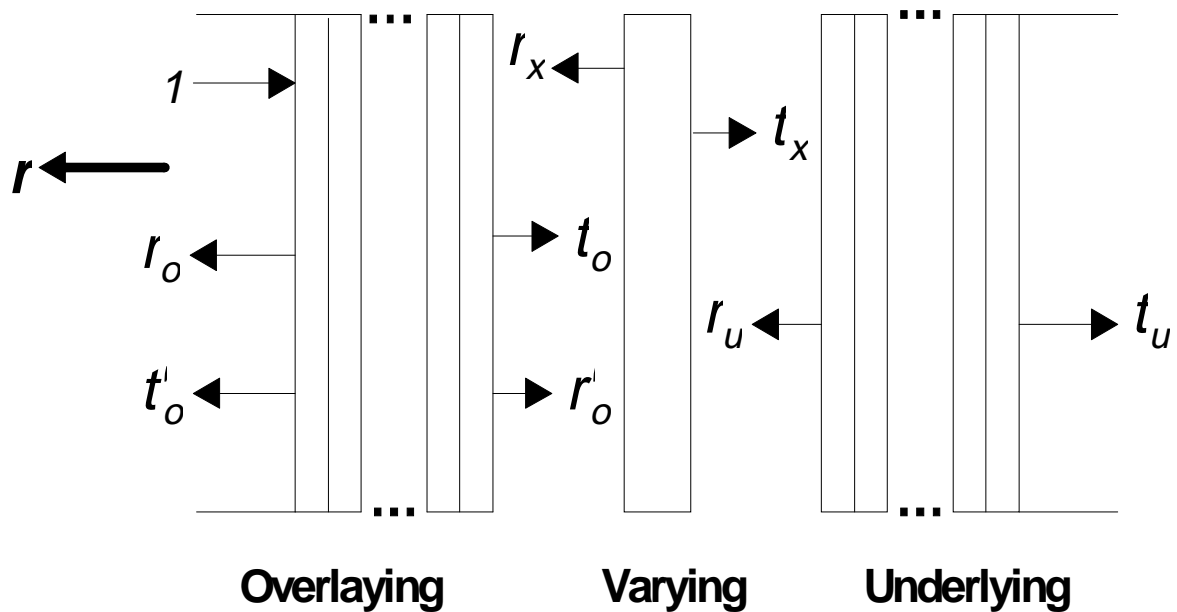 ... ...
r_x
1
t_x
r
r_o t_o
r_u t_u
t'_o r'_o
... ...
Overlaying Varying Underlying